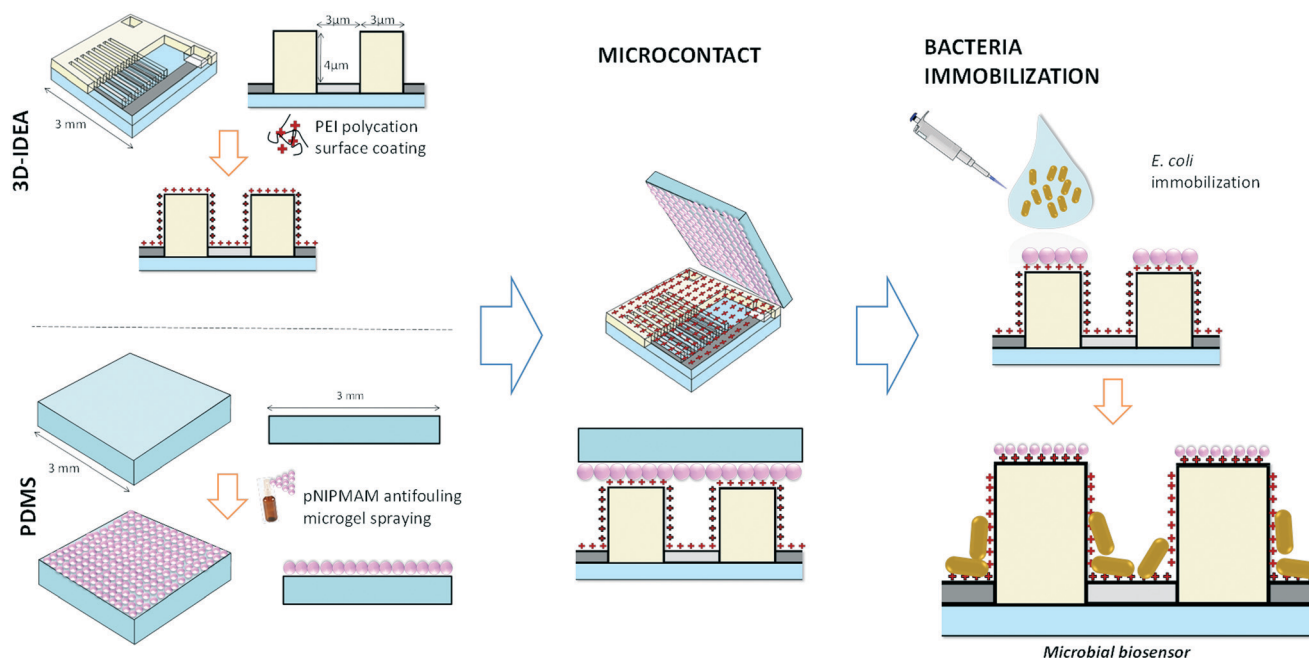 3D-IDEA
3 mm
3μm
3μm
4μm
PEI polycation
surface coating
PDMS
3 mm
3 mm
pNIPMAM antifouling
microgel spraying
MICROCONTACT
BACTERIA
IMMOBILIZATION
E. coli
immobilization
Microbial biosensor